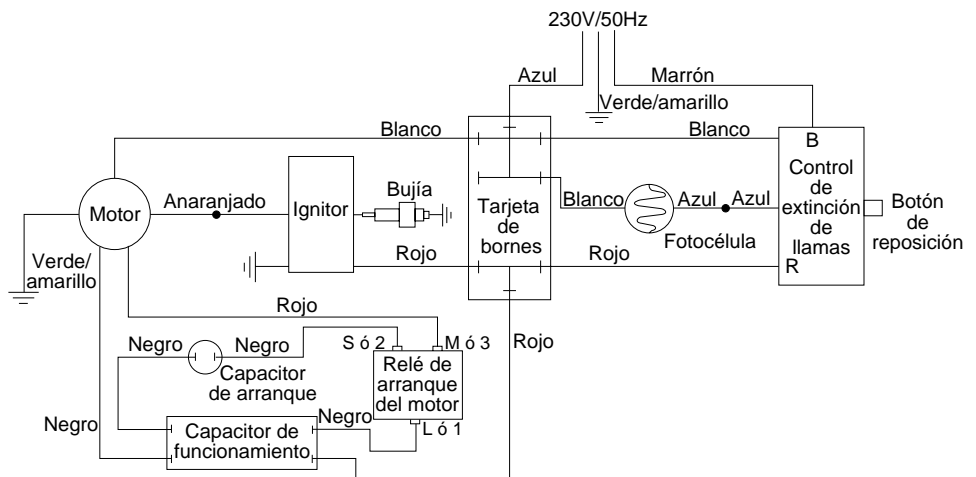 230V/50Hz
Azul
Marrón
Verde/amarillo
Blanco
Blanco
B
Control
de
extinción
de
llamas
R
Botón
de
reposición
Motor
Anaranjado
Ignitor
Bujía
Tarjeta
de
bornes
Blanco
Azul
Azul
Fotocélula
Verde/
amarillo
Rojo
Rojo
Rojo
Rojo
Negro
Negro
Capacitor
de arranque
S ó 2
M ó 3
Relé de
arranque
del motor
L ó 1
Negro
Negro
Capacitor de
funcionamiento